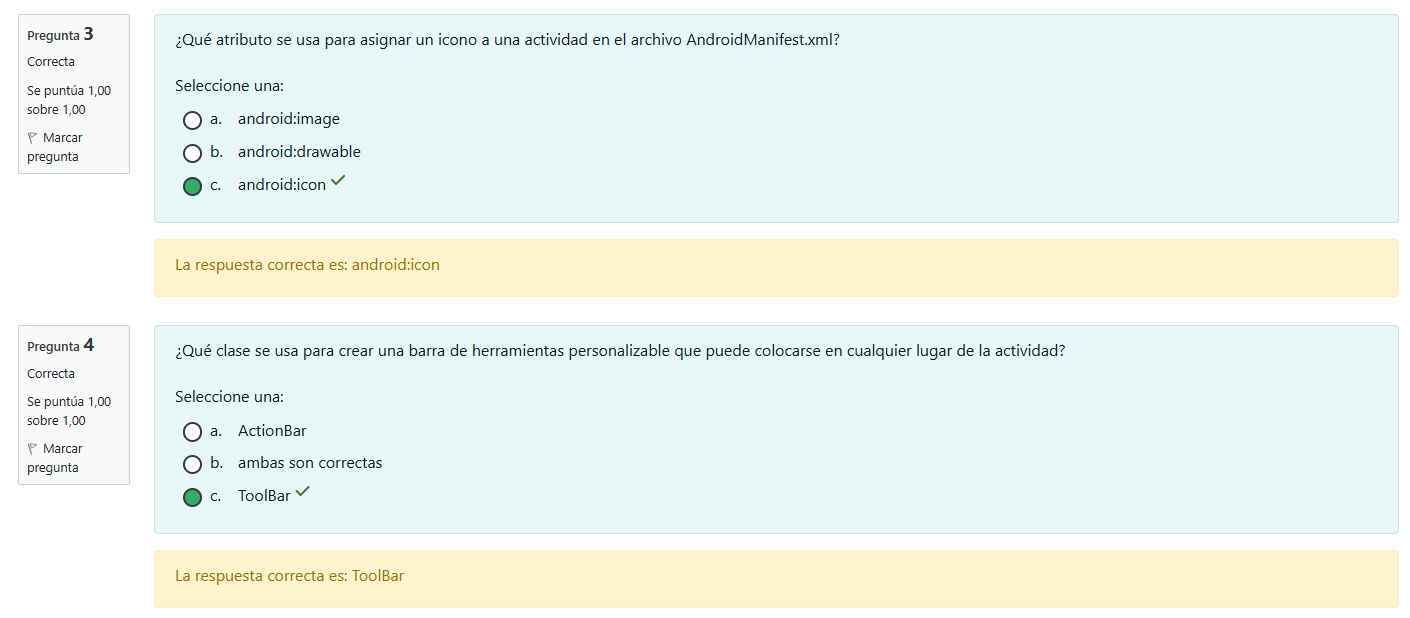 Pregunta 3
Correcta
Se puntúa 1,00
sobre 1,00
Marcar
pregunta
¿Qué atributo se usa para asignar un icono a una actividad en el archivo AndroidManifest.xml?
Seleccione una:
a. android:image
b. android:drawable
c. android:icon
La respuesta correcta es: android:icon
Pregunta 4
Correcta
Se puntúa 1,00
sobre 1,00
Marcar
pregunta
¿Qué clase se usa para crear una barra de herramientas personalizable que puede colocarse en cualquier lugar de la actividad?
Seleccione una:
a. ActionBar
b. ambas son correctas
c. ToolBar
La respuesta correcta es: ToolBar